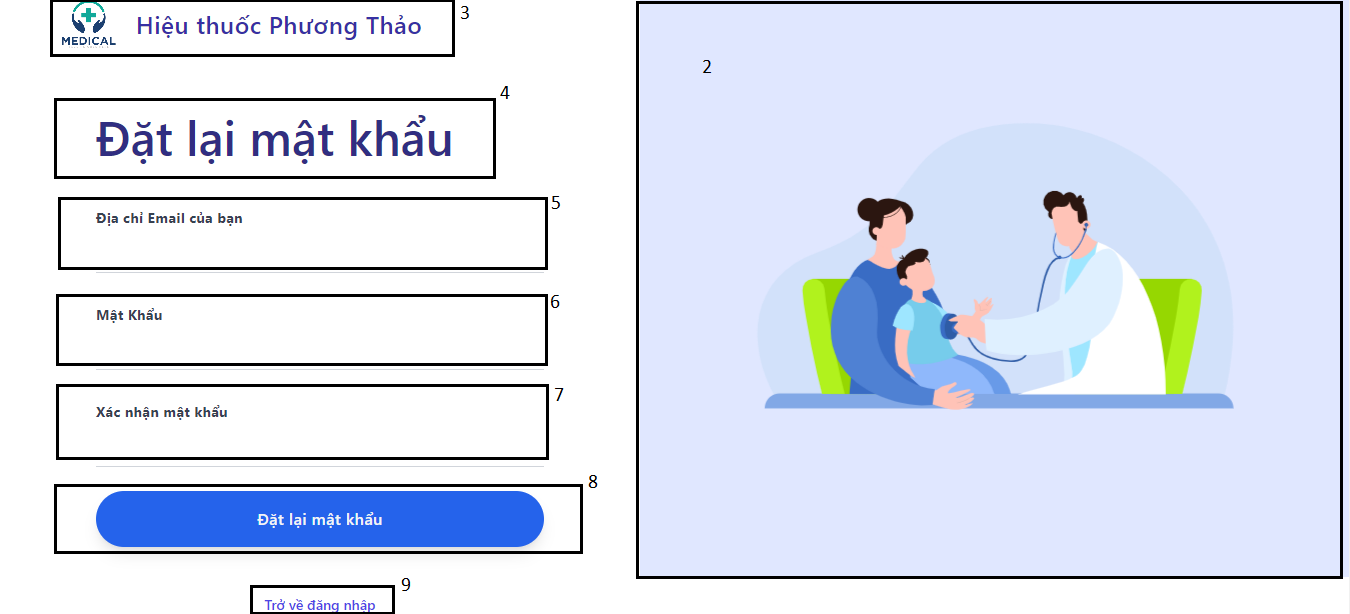 MEDICAL
Hiệu thuốc Phương Thảo
3
2
4
Đặt lại mật khẩu
5
Địa chỉ Email của bạn
6
Mật Khẩu
7
Xác nhận mật khẩu
8
Đặt lại mật khẩu
9
Trở về đăng nhập